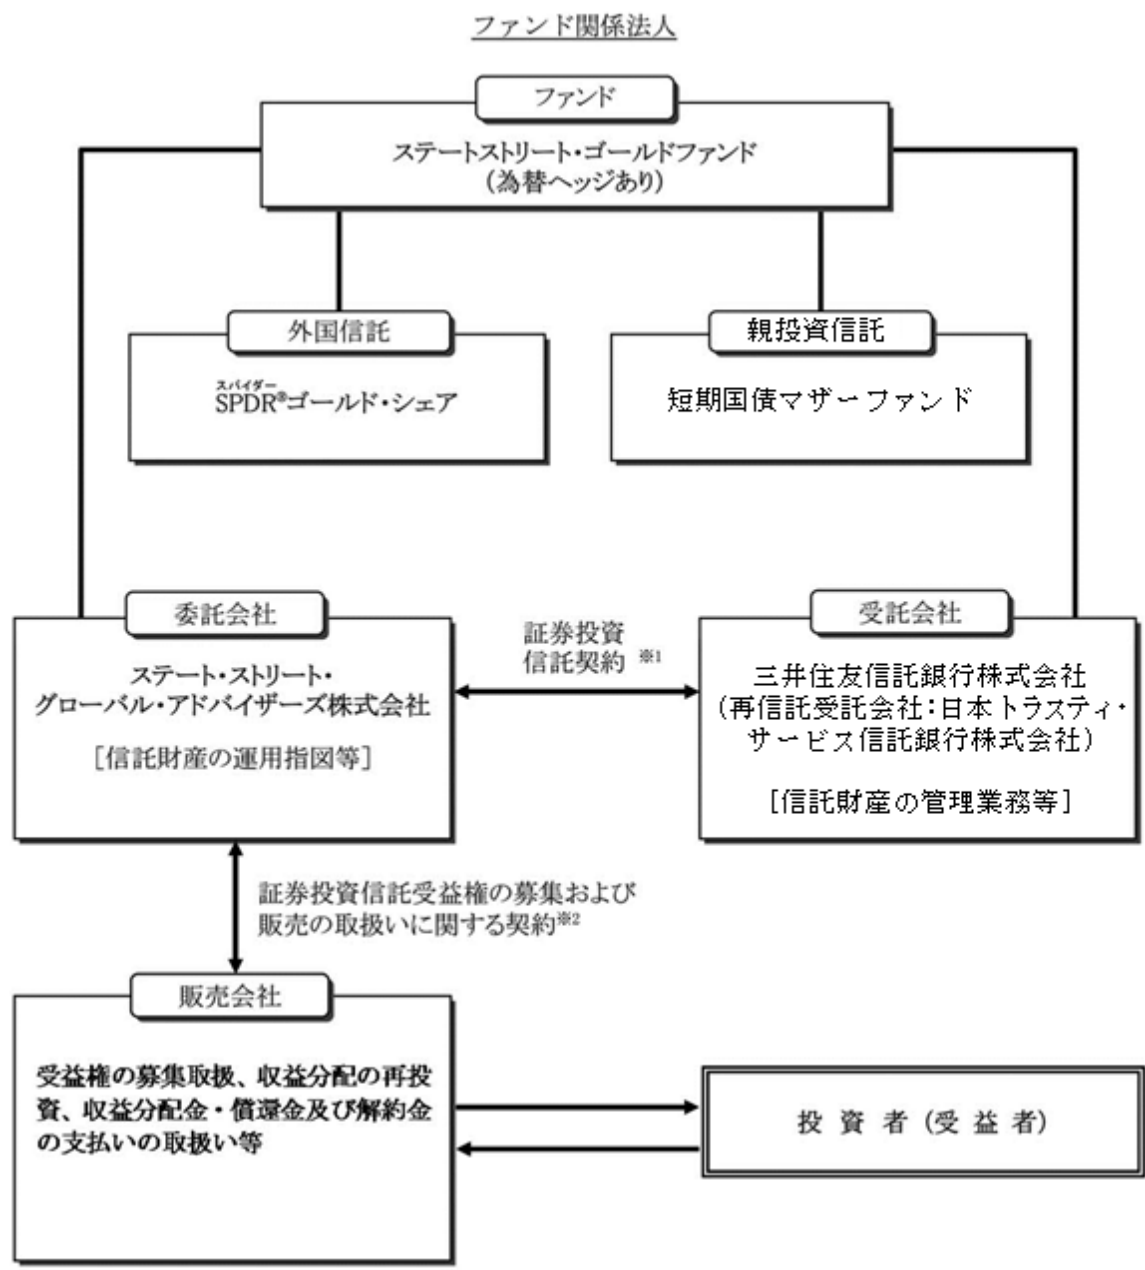 ファンド関係法人
ファンド
ステートストリート・ゴールドファンド
（為替ヘッジあり）
外国信託
スパイダー
SPDR®ゴールド・シェア
親投資信託
短期国債マザーファンド
委託会社
ステート・ストリート・
グローバル・アドバイザーズ株式会社
［信託財産の運用指図等］
証券投資
信託契約 ※1
受託会社
三井住友信託銀行株式会社
（再信託受託会社：日本トラスティ・
サービス信託銀行株式会社）
［信託財産の管理業務等］
証券投資信託受益権の募集および
販売の取扱いに関する契約※2
販売会社
受益権の募集取扱、収益分配の再投
資、収益分配金・償還金及び解約金
の支払いの取扱い等
投 資 者 （受 益 者）